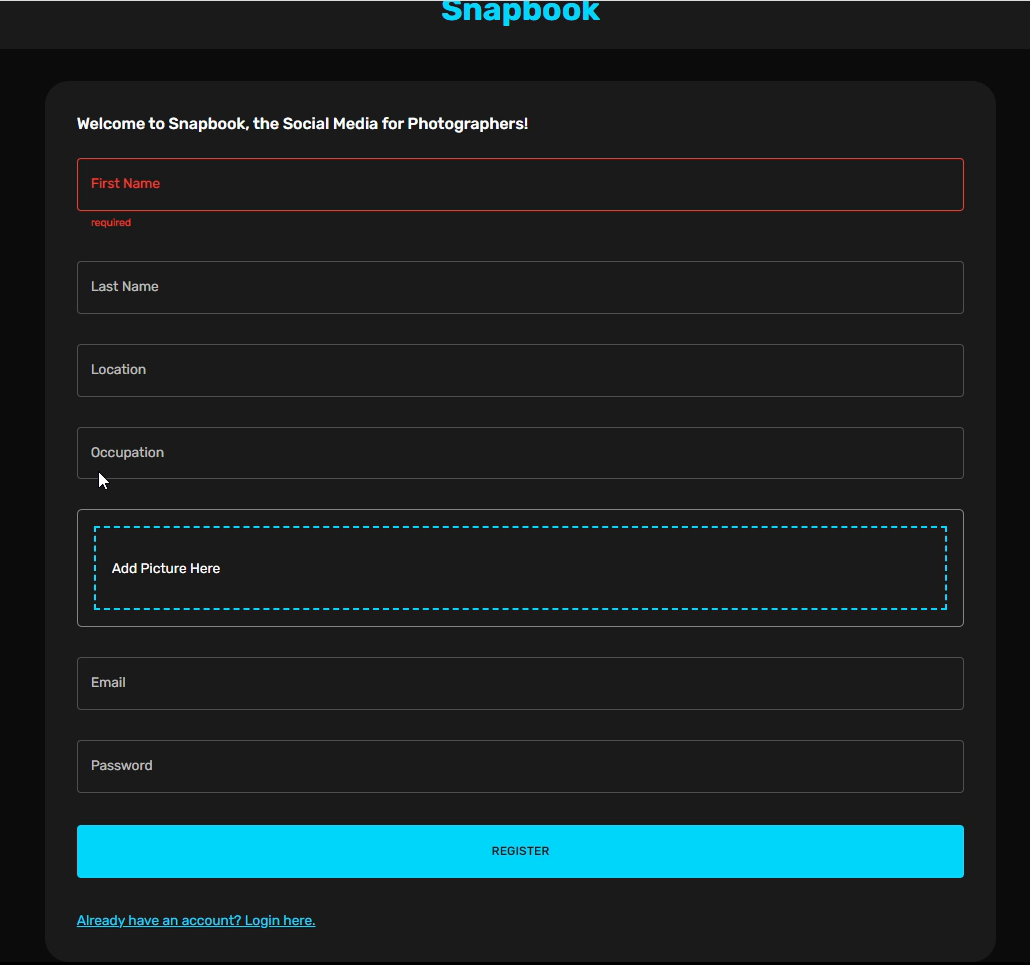 Snapbook
Welcome to Snapbook, the Social Media for Photographers!
First Name
required
Last Name
Location
Occupation
Add Picture Here
Email
Password
REGISTER
Already have an account? Login here.